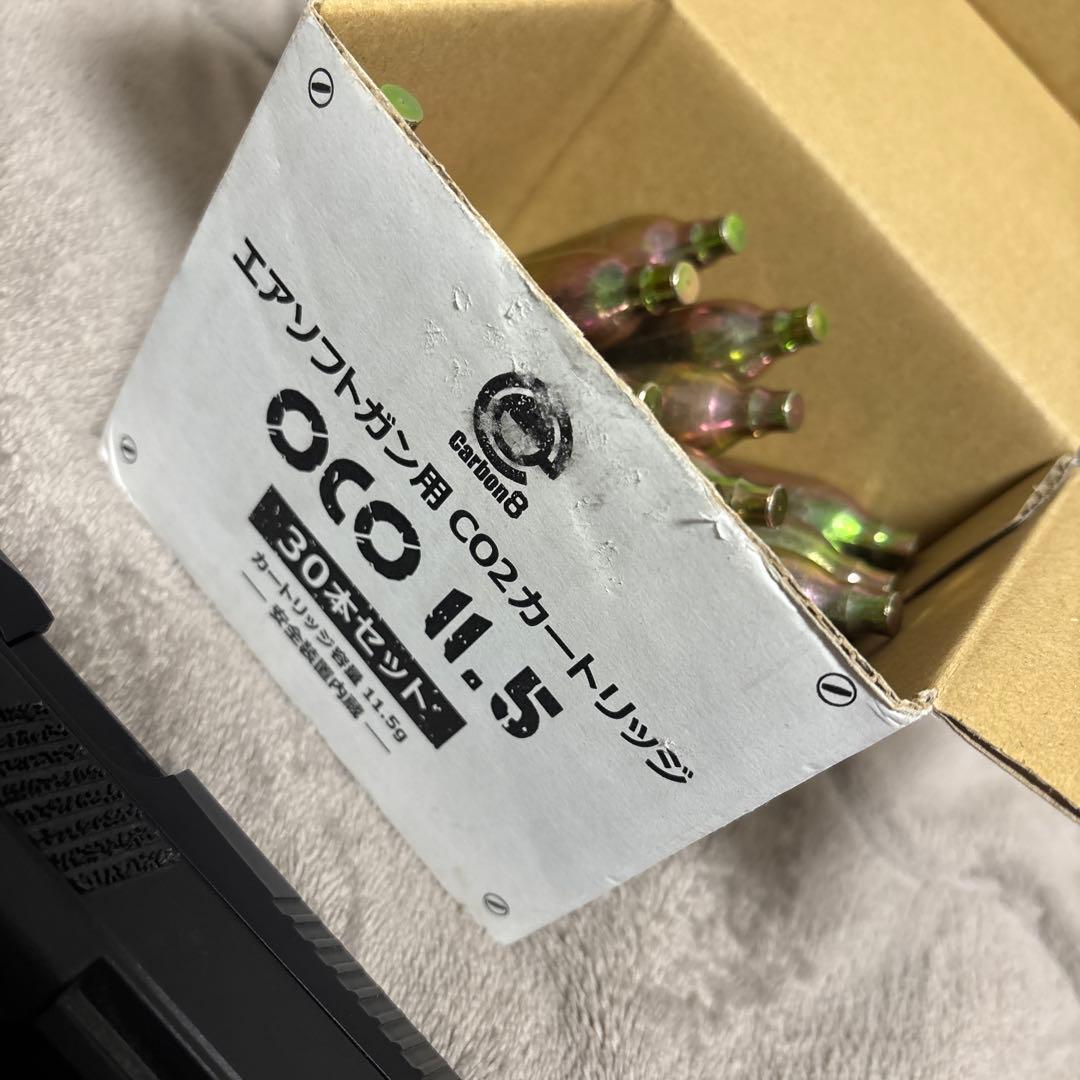 Carbon8
エアソフトガン用 CO2カートリッジ
OCO 11.5
30本セット
カートリッジ容量 11.5g
安全装置内蔵